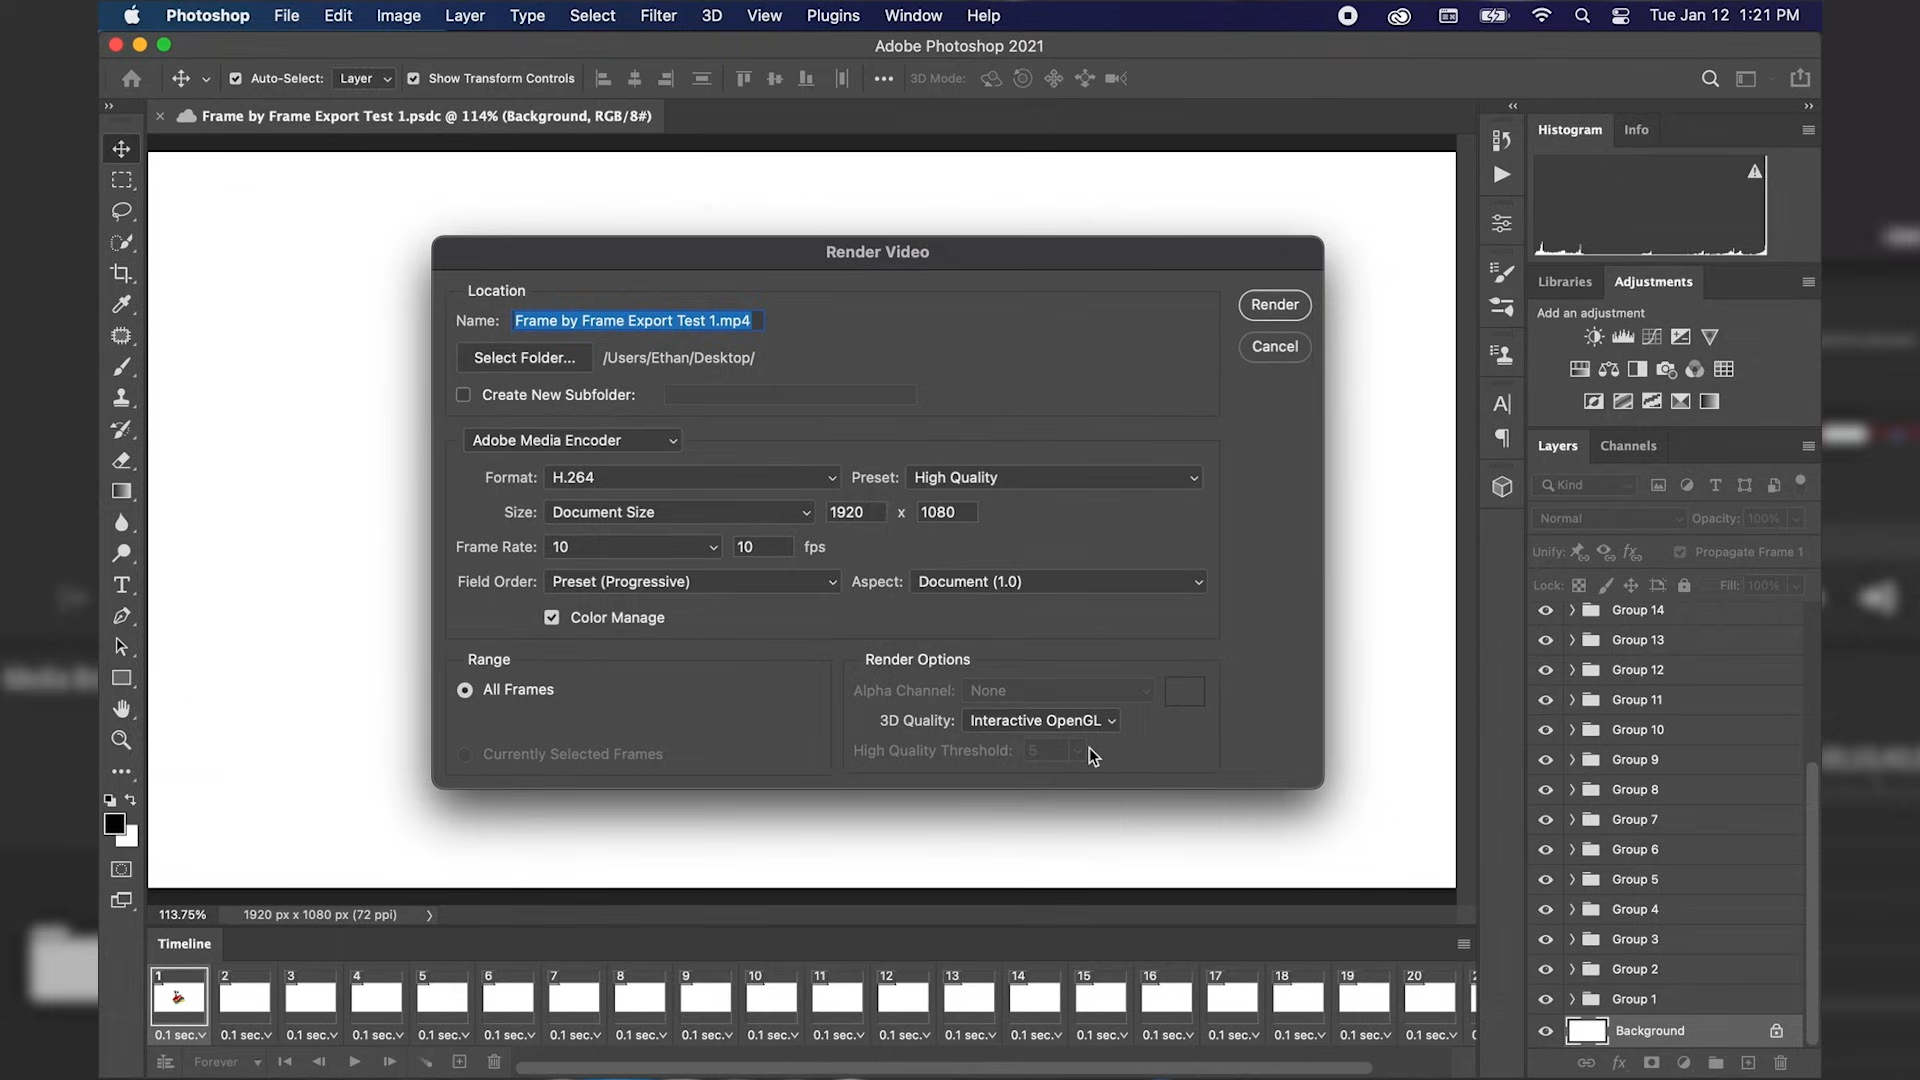 Photoshop File Edit Image Layer Type Select Filter 3D View Plugins Window Help Tue Jan 12 1:21 PM
Adobe Photoshop 2021
Auto-Select: Layer Show Transform Controls 3D Mode:
Frame by Frame Export Test 1.psdc @ 114% (Background, RGB/8#)
Histogram Info
Render Video
Location
Name: Frame by Frame Export Test 1.mp4
Select Folder... /Users/Ethan/Desktop/
Create New Subfolder:
Render
Cancel
Adobe Media Encoder
Format: H.264 Preset: High Quality
Size: Document Size 1920 x 1080
Frame Rate: 10 10 fps
Field Order: Preset (Progressive) Aspect: Document (1.0)
Color Manage
Range
All Frames
Currently Selected Frames
Render Options
Alpha Channel: None
3D Quality: Interactive OpenGL
High Quality Threshold: 5
Libraries Adjustments
Add an adjustment
Layers Channels
Kind
Normal Opacity: 100%
Unify: Propagate Frame 1
Lock: Fill: 100%
Group 14
Group 13
Group 12
Group 11
Group 10
Group 9
Group 8
Group 7
Group 6
Group 5
Group 4
Group 3
Group 2
Group 1
Background
113.75% 1920 px x 1080 px (72 ppi)
Timeline
1 2 3 4 5 6 7 8 9 10 11 12 13 14 15 16 17 18 19 20
0.1 sec. 0.1 sec. 0.1 sec. 0.1 sec. 0.1 sec. 0.1 sec. 0.1 sec. 0.1 sec. 0.1 sec. 0.1 sec. 0.1 sec. 0.1 sec. 0.1 sec. 0.1 sec. 0.1 sec. 0.1 sec. 0.1 sec. 0.1 sec. 0.1 sec. 0.1 sec.
Forever